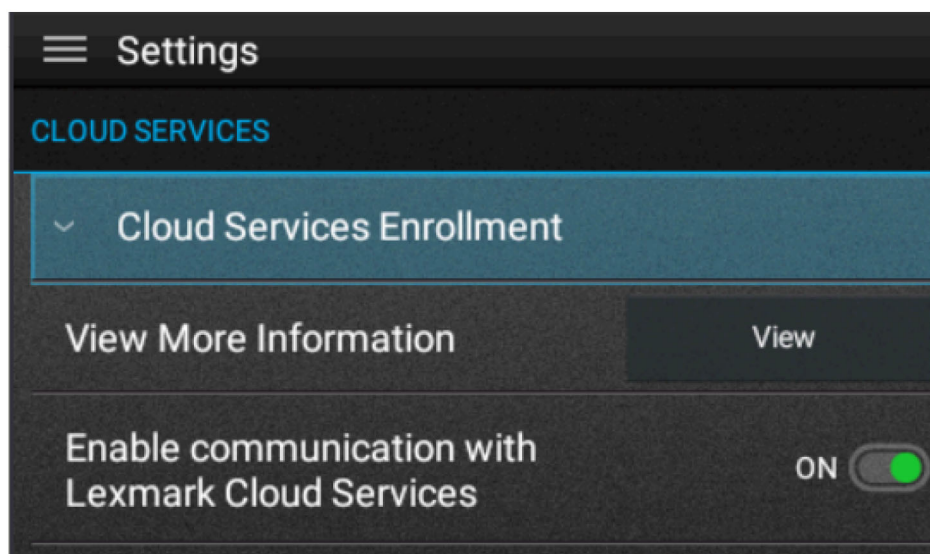 Settings
CLOUD SERVICES
Cloud Services Enrollment
View More Information
View
Enable communication with
Lexmark Cloud Services
ON